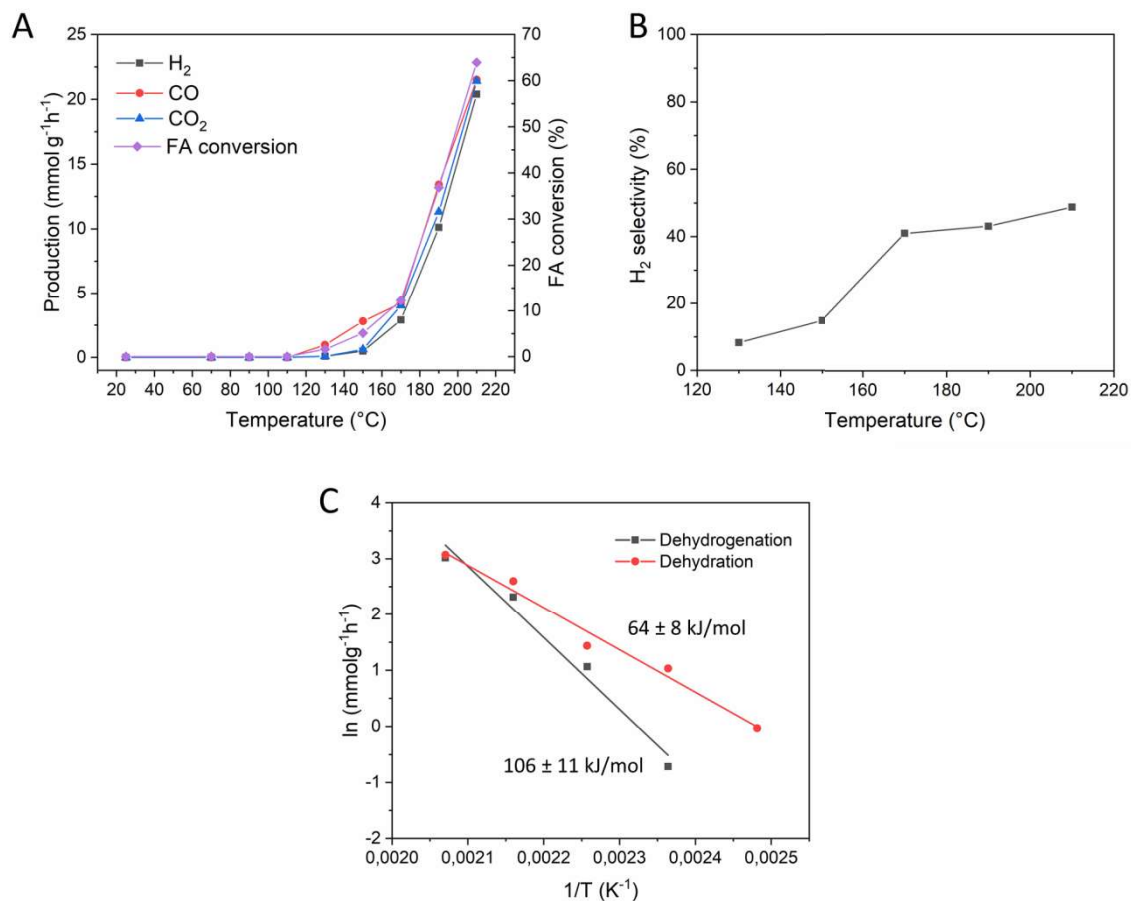 A
H₂
CO
CO₂
FA conversion
Production (mmol g⁻¹h⁻¹)
25
20
15
10
5
0
FA conversion (%)
70
60
50
40
30
20
10
0
20 40 60 80 100 120 140 160 180 200 220
Temperature (°C)
B
H₂ selectivity (%)
100
80
60
40
20
0
120 140 160 180 200 220
Temperature (°C)
C
Dehydrogenation
Dehydration
64 ± 8 kJ/mol
106 ± 11 kJ/mol
ln (mmolg⁻¹h⁻¹)
4
3
2
1
0
-1
-2
0,0020 0,0021 0,0022 0,0023 0,0024 0,0025
1/T (K⁻¹)